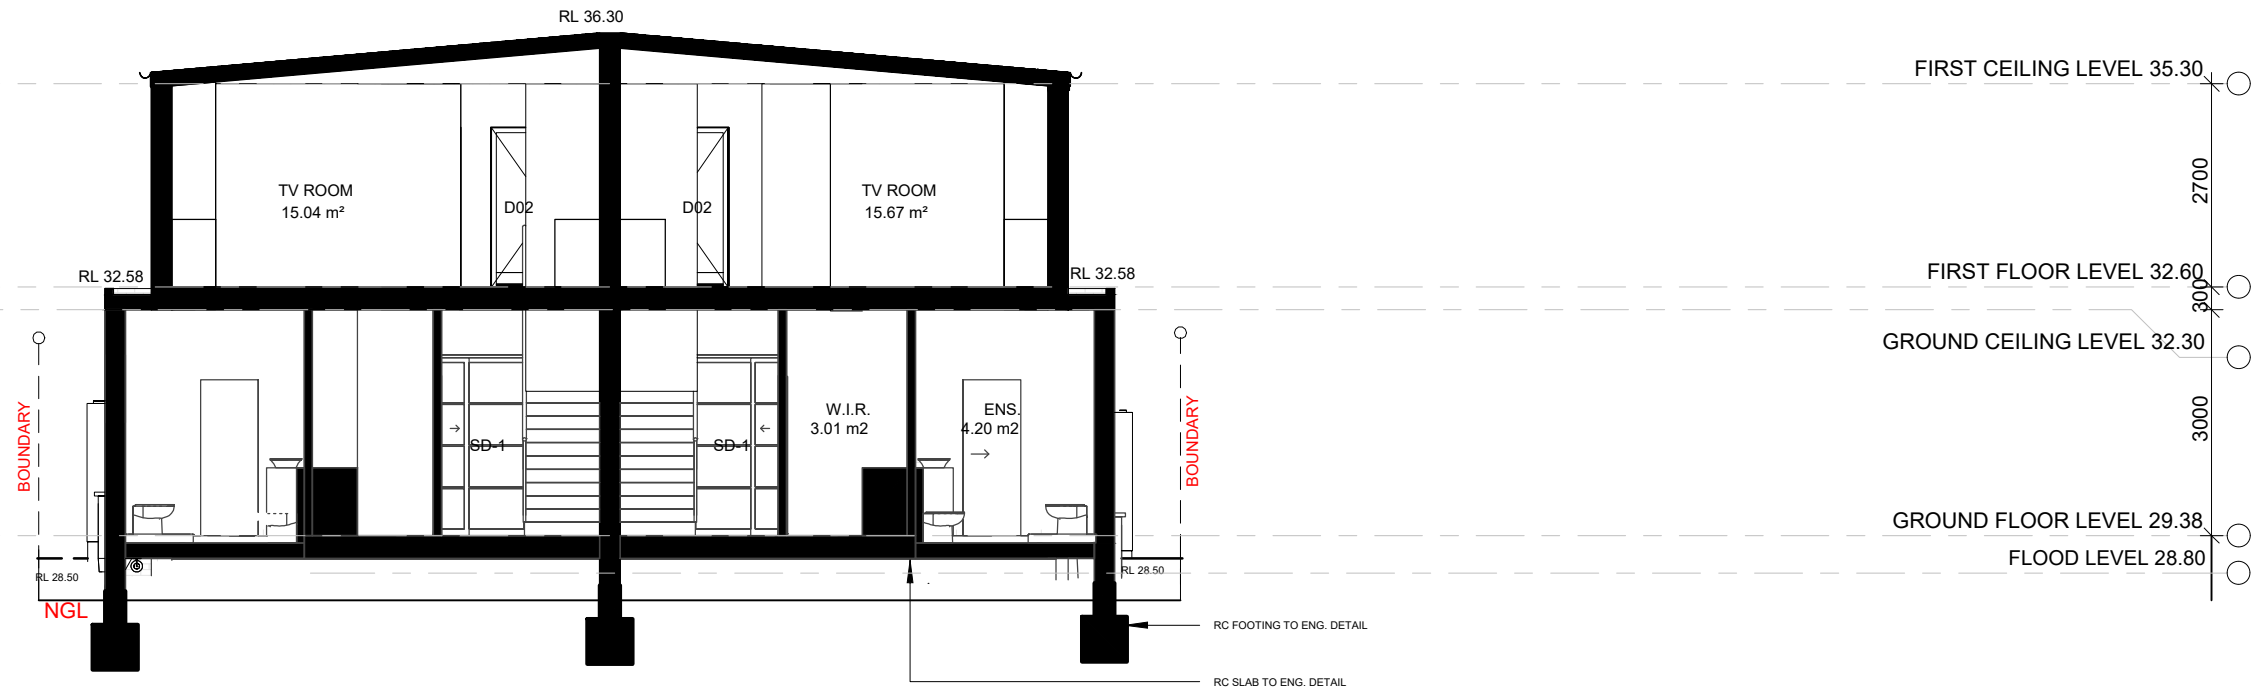 RL 36.30
FIRST CEILING LEVEL 35.30
2700
TV ROOM
15.04 m²
D02
D02
TV ROOM
15.67 m²
RL 32.58
RL 32.58
FIRST FLOOR LEVEL 32.60
300
GROUND CEILING LEVEL 32.30
3000
BOUNDARY
SD-1
SD-1
W.I.R.
3.01 m2
ENS.
4.20 m2
BOUNDARY
GROUND FLOOR LEVEL 29.38
FLOOD LEVEL 28.80
RL 28.50
RL 28.50
NGL
RC FOOTING TO ENG. DETAIL
RC SLAB TO ENG. DETAIL